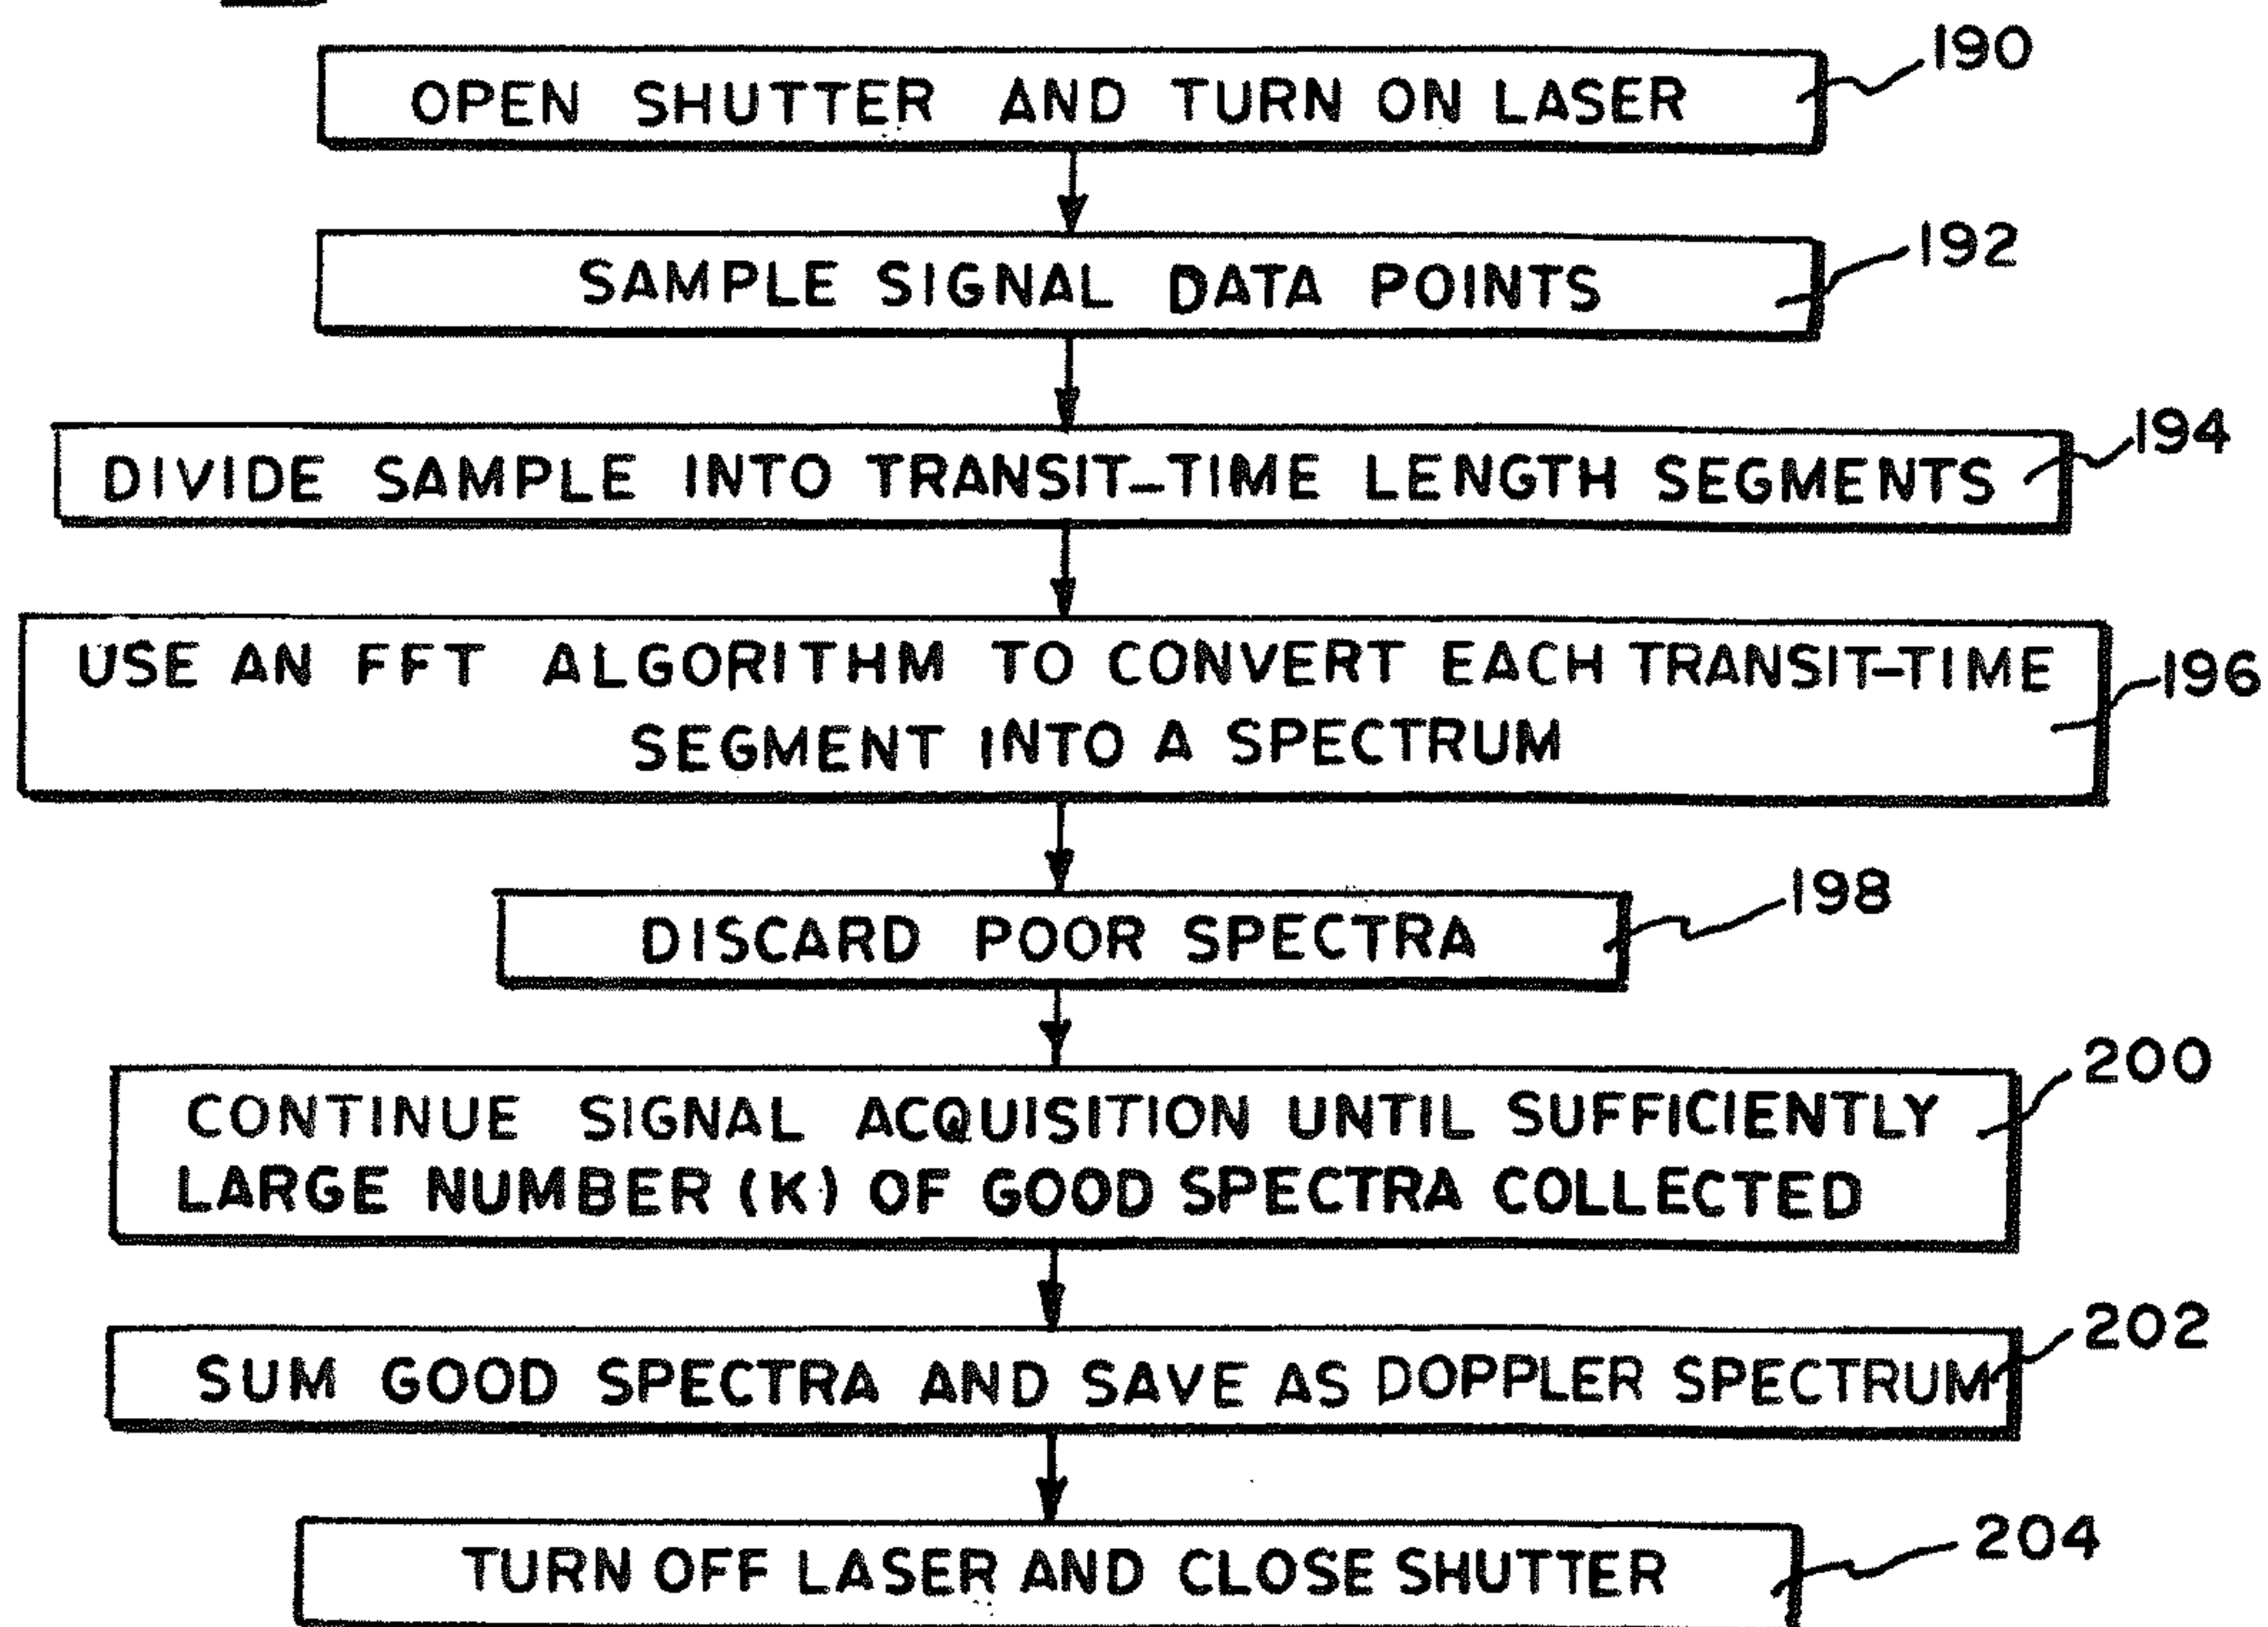 OPEN SHUTTER AND TURN ON LASER
190
SAMPLE SIGNAL DATA POINTS
192
DIVIDE SAMPLE INTO TRANSIT-TIME LENGTH SEGMENTS
194
USE AN FFT ALGORITHM TO CONVERT EACH TRANSIT-TIME
SEGMENT INTO A SPECTRUM
196
DISCARD POOR SPECTRA
198
CONTINUE SIGNAL ACQUISITION UNTIL SUFFICIENTLY
LARGE NUMBER (K) OF GOOD SPECTRA COLLECTED
200
SUM GOOD SPECTRA AND SAVE AS DOPPLER SPECTRUM
202
TURN OFF LASER AND CLOSE SHUTTER
204